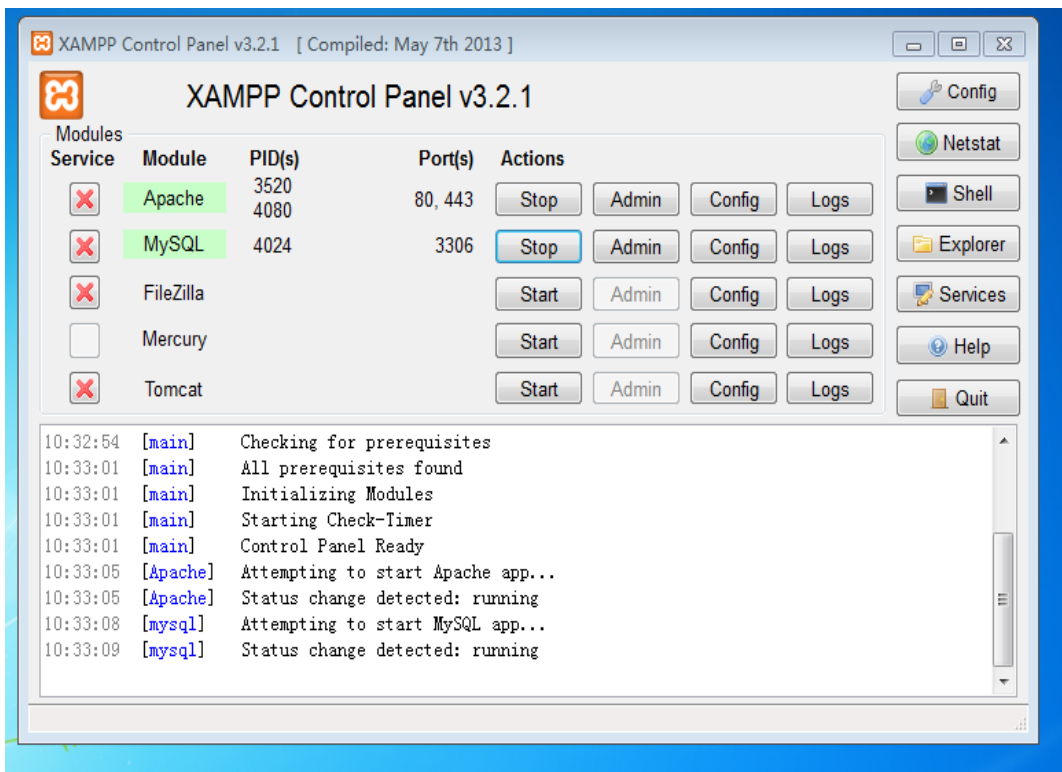 XAMPP Control Panel v3.2.1 [ Compiled: May 7th 2013 ]
XAMPP Control Panel v3.2.1
Config
Modules
Netstat
Service Module PID(s) Port(s) Actions
Apache 3520 4080 80, 443 Stop Admin Config Logs
Shell
MySQL 4024 3306 Stop Admin Config Logs
Explorer
FileZilla Start Admin Config Logs
Services
Mercury Start Admin Config Logs
Help
Tomcat Start Admin Config Logs
Quit
10:32:54 [main] Checking for prerequisites
10:33:01 [main] All prerequisites found
10:33:01 [main] Initializing Modules
10:33:01 [main] Starting Check-Timer
10:33:01 [main] Control Panel Ready
10:33:05 [Apache] Attempting to start Apache app...
10:33:05 [Apache] Status change detected: running
10:33:08 [mysql] Attempting to start MySQL app...
10:33:09 [mysql] Status change detected: running